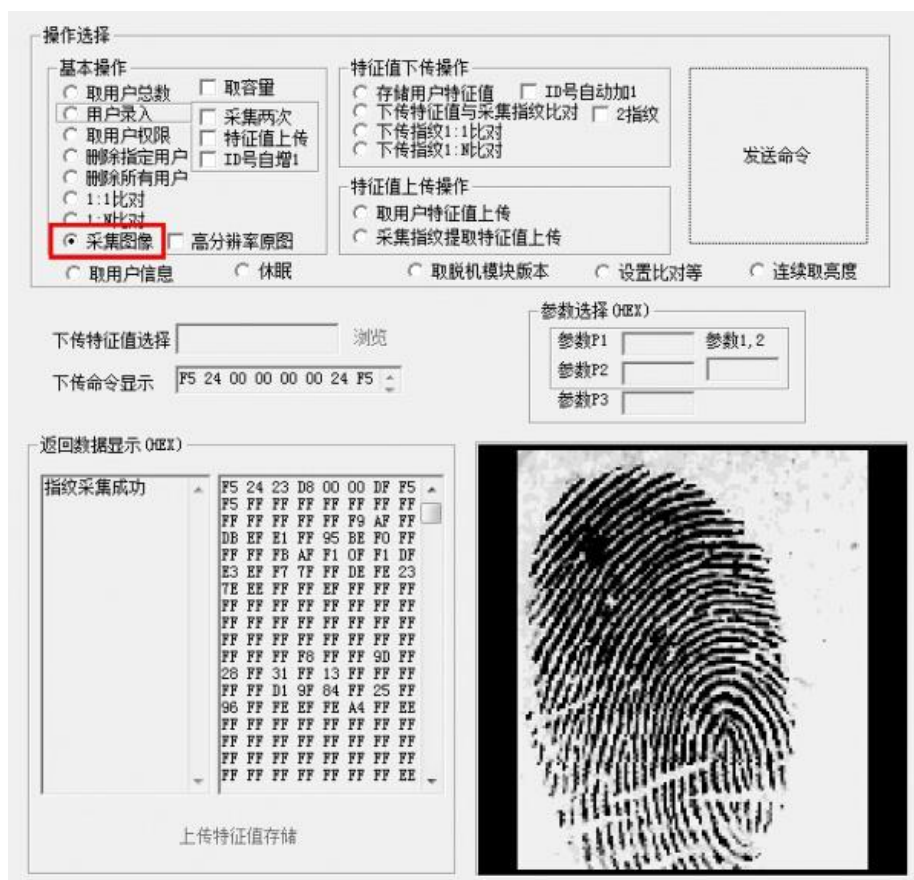 操作选择
基本操作
取用户总数 取容量
用户录入 采集两次
取用户权限 特征值上传
删除指定用户 ID号自增1
删除所有用户
1:1比对
1:N比对
采集图像 高分辨率原图
特征值下传操作
存储用户特征值 ID号自动加1
下传特征值与采集指纹比对 2指纹
下传指纹1:1比对
下传指纹1:N比对
特征值上传操作
取用户特征值上传
采集指纹提取特征值上传
发送命令
取用户信息 休眠 取脱机模块版本 设置比对等 连续取亮度
下传特征值选择 浏览
下传命令显示 F5 24 00 00 00 00 24 F5
参数选择(HEX)
参数P1 参数1,2
参数P2
参数P3
返回数据显示(HEX)
指纹采集成功
F5 24 23 D8 00 00 DF F5
F5 FF FF FF FF FF FF FF
FF FF FF FF FF F9 AF FF
DB EF E1 FF 95 BE F0 FF
FF FF FB AF F1 0F F1 DF
E3 EF F7 7F FF DE FE 23
7E EE FF FF EF FF FF FF
FF FF FF FF FF FF FF FF
FF FF FF FF FF FF FF FF
FF FF FF FF FF FF FF FF
FF FF FF F8 FF FF 9D FF
28 FF 31 FF 13 FF FF FF
FF FF D1 9F 84 FF 25 FF
96 FF FE EF FE A4 FF EE
FF FF FF FF FF FF FF FF
FF FF FF FF FF FF FF FF
FF FF FF FF FF FF FF FF
FF FF FF FF FF FF FF EE
上传特征值存储